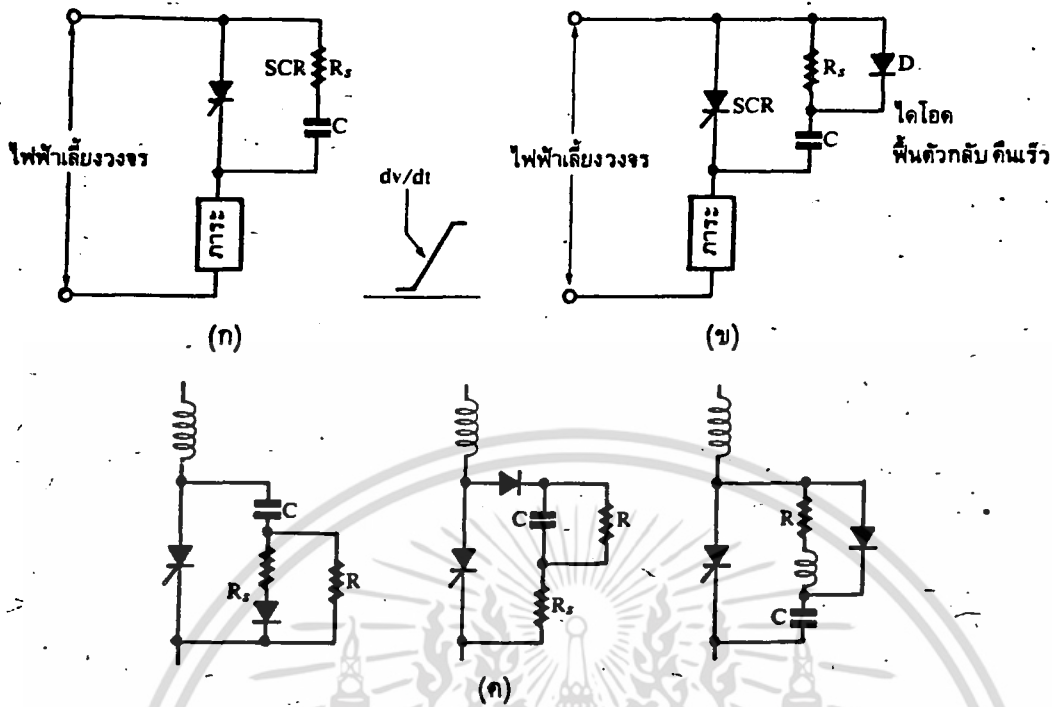 SCR Rs
C
ไฟฟ้าเลี้ยงวงจร
ภาระ
(ก)
dv/dt
Rs D
SCR
C
ไดโอด
ฟื้นตัวกลับ คืนเร็ว
ไฟฟ้าเลี้ยงวงจร
ภาระ
(ข)
C
Rs
R
C
R
Rs
R
C
(ค)